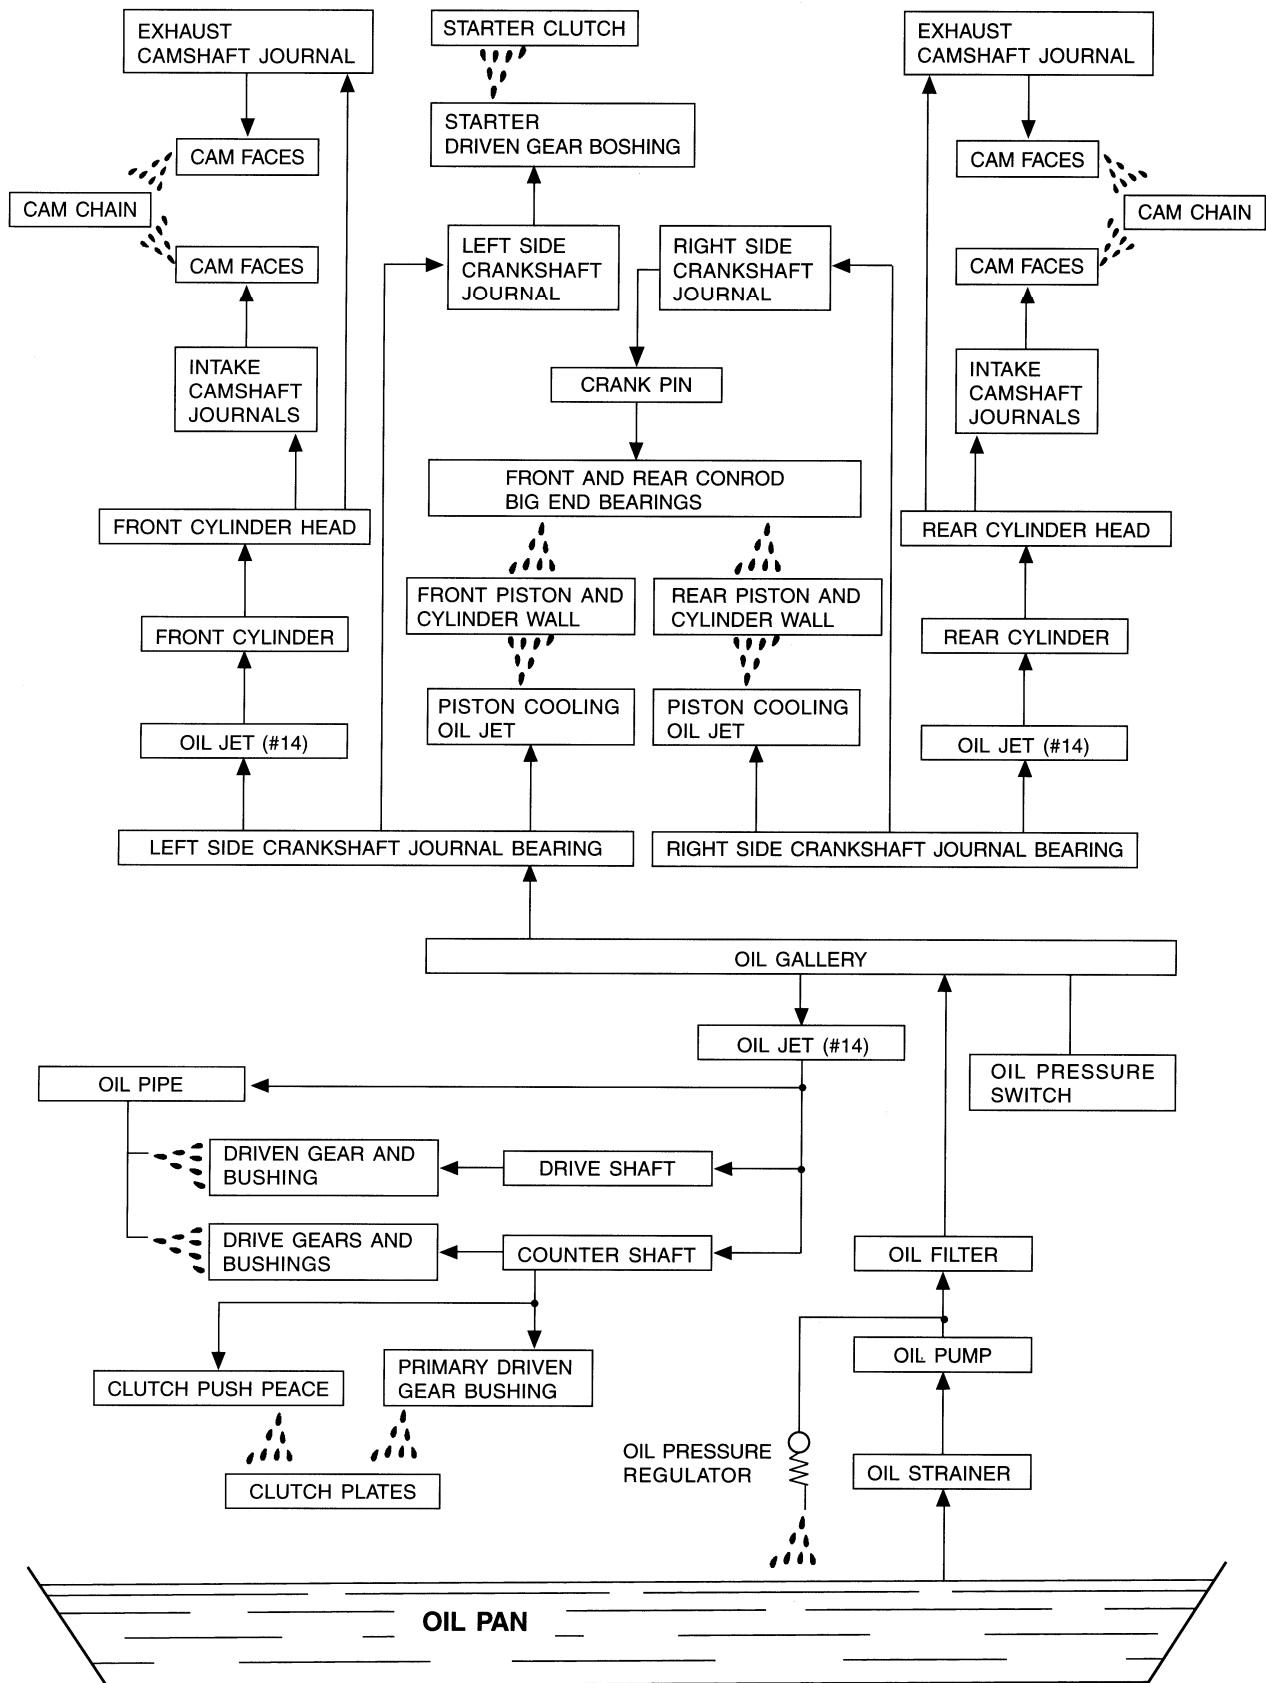 EXHAUST
CAMSHAFT JOURNAL
STARTER CLUTCH
EXHAUST
CAMSHAFT JOURNAL
STARTER
DRIVEN GEAR BOSHING
CAM FACES
CAM FACES
CAM CHAIN
CAM CHAIN
CAM FACES
LEFT SIDE
CRANKSHAFT
JOURNAL
RIGHT SIDE
CRANKSHAFT
JOURNAL
CAM FACES
INTAKE
CAMSHAFT
JOURNALS
CRANK PIN
INTAKE
CAMSHAFT
JOURNALS
FRONT AND REAR CONROD
BIG END BEARINGS
FRONT CYLINDER HEAD
REAR CYLINDER HEAD
FRONT PISTON AND
CYLINDER WALL
REAR PISTON AND
CYLINDER WALL
FRONT CYLINDER
REAR CYLINDER
PISTON COOLING
OIL JET
PISTON COOLING
OIL JET
OIL JET (#14)
OIL JET (#14)
LEFT SIDE CRANKSHAFT JOURNAL BEARING
RIGHT SIDE CRANKSHAFT JOURNAL BEARING
OIL GALLERY
OIL JET (#14)
OIL PIPE
OIL PRESSURE
SWITCH
DRIVEN GEAR AND
BUSHING
DRIVE SHAFT
DRIVE GEARS AND
BUSHINGS
COUNTER SHAFT
OIL FILTER
OIL PUMP
CLUTCH PUSH PEACE
PRIMARY DRIVEN
GEAR BUSHING
OIL PRESSURE
REGULATOR
OIL STRAINER
CLUTCH PLATES
OIL PAN